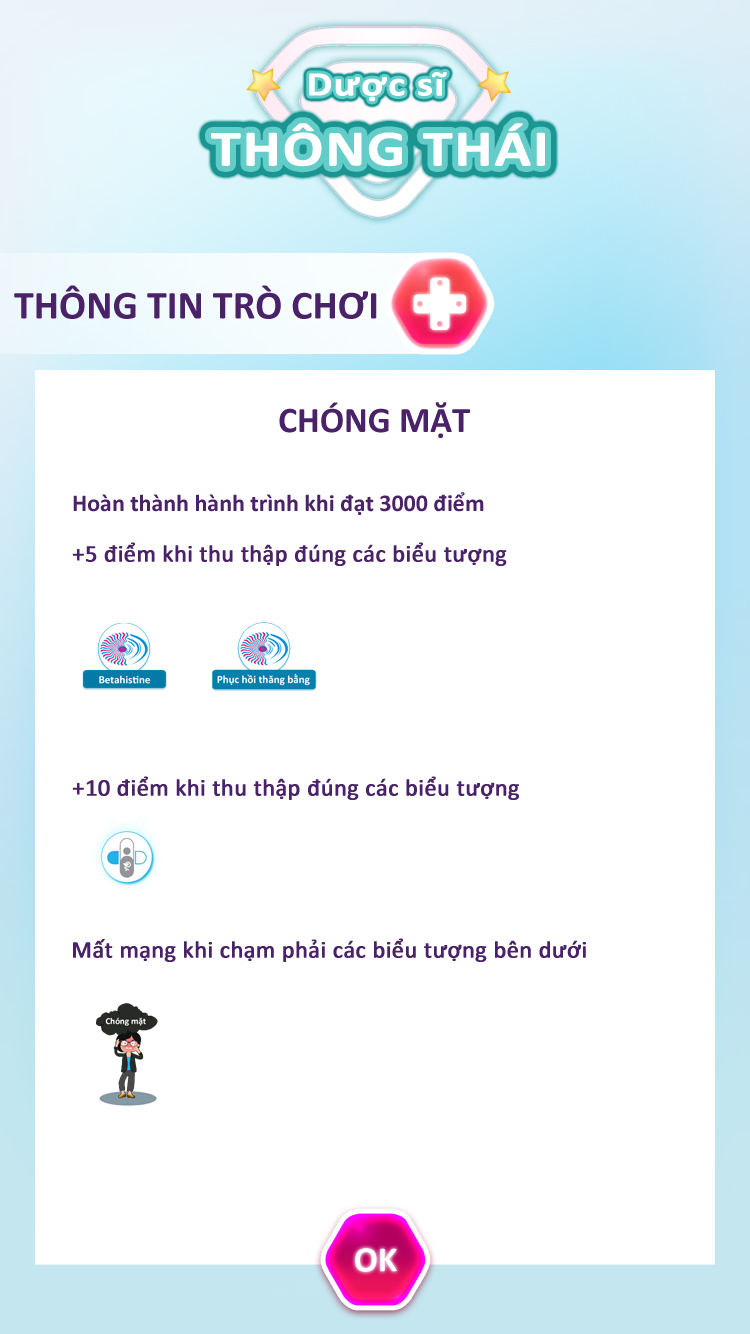 Dược sĩ
THÔNG THÁI
THÔNG TIN TRÒ CHƠI
CHÓNG MẶT
Hoàn thành hành trình khi đạt 3000 điểm
+5 điểm khi thu thập đúng các biểu tượng
Betahistine
Phục hồi thăng bằng
+10 điểm khi thu thập đúng các biểu tượng
Mất mạng khi chạm phải các biểu tượng bên dưới
Chóng mặt
OK